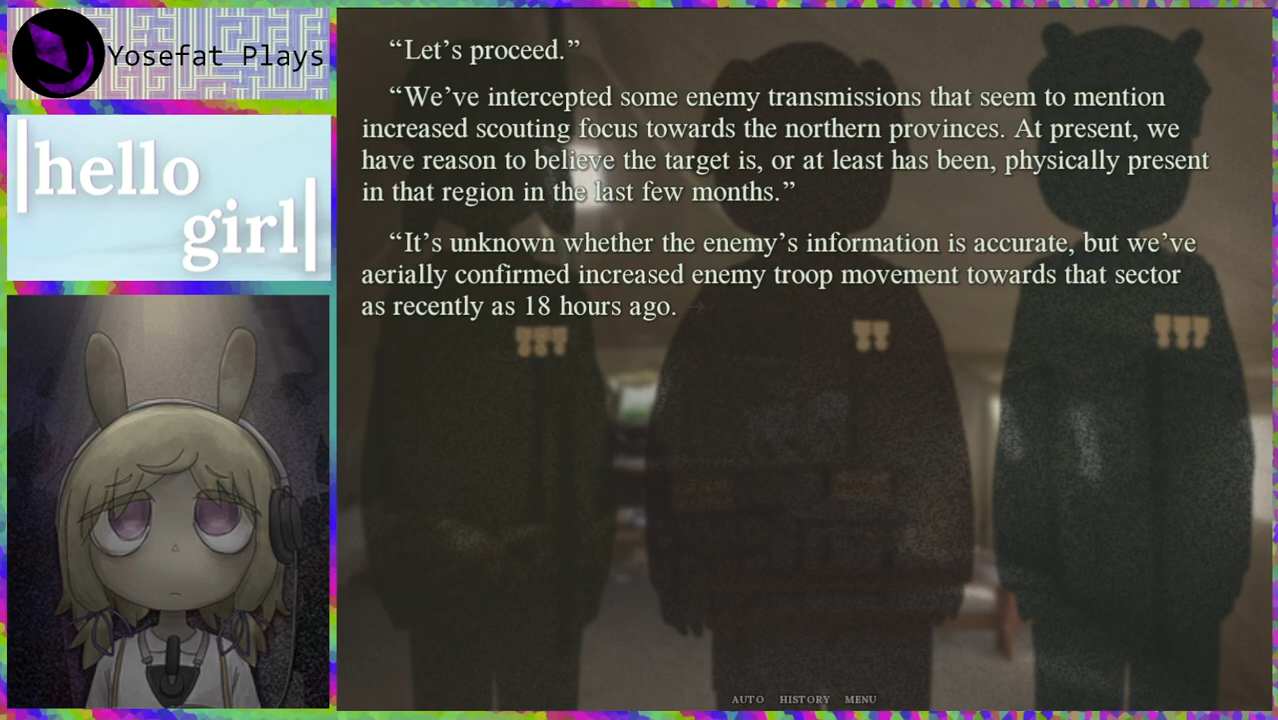 Yosefat Plays
|hello
girl|
“Let’s proceed.”
“We’ve intercepted some enemy transmissions that seem to mention
increased scouting focus towards the northern provinces. At present, we
have reason to believe the target is, or at least has been, physically present
in that region in the last few months.”
“It’s unknown whether the enemy’s information is accurate, but we’ve
aerially confirmed increased enemy troop movement towards that sector
as recently as 18 hours ago.
AUTO HISTORY MENU